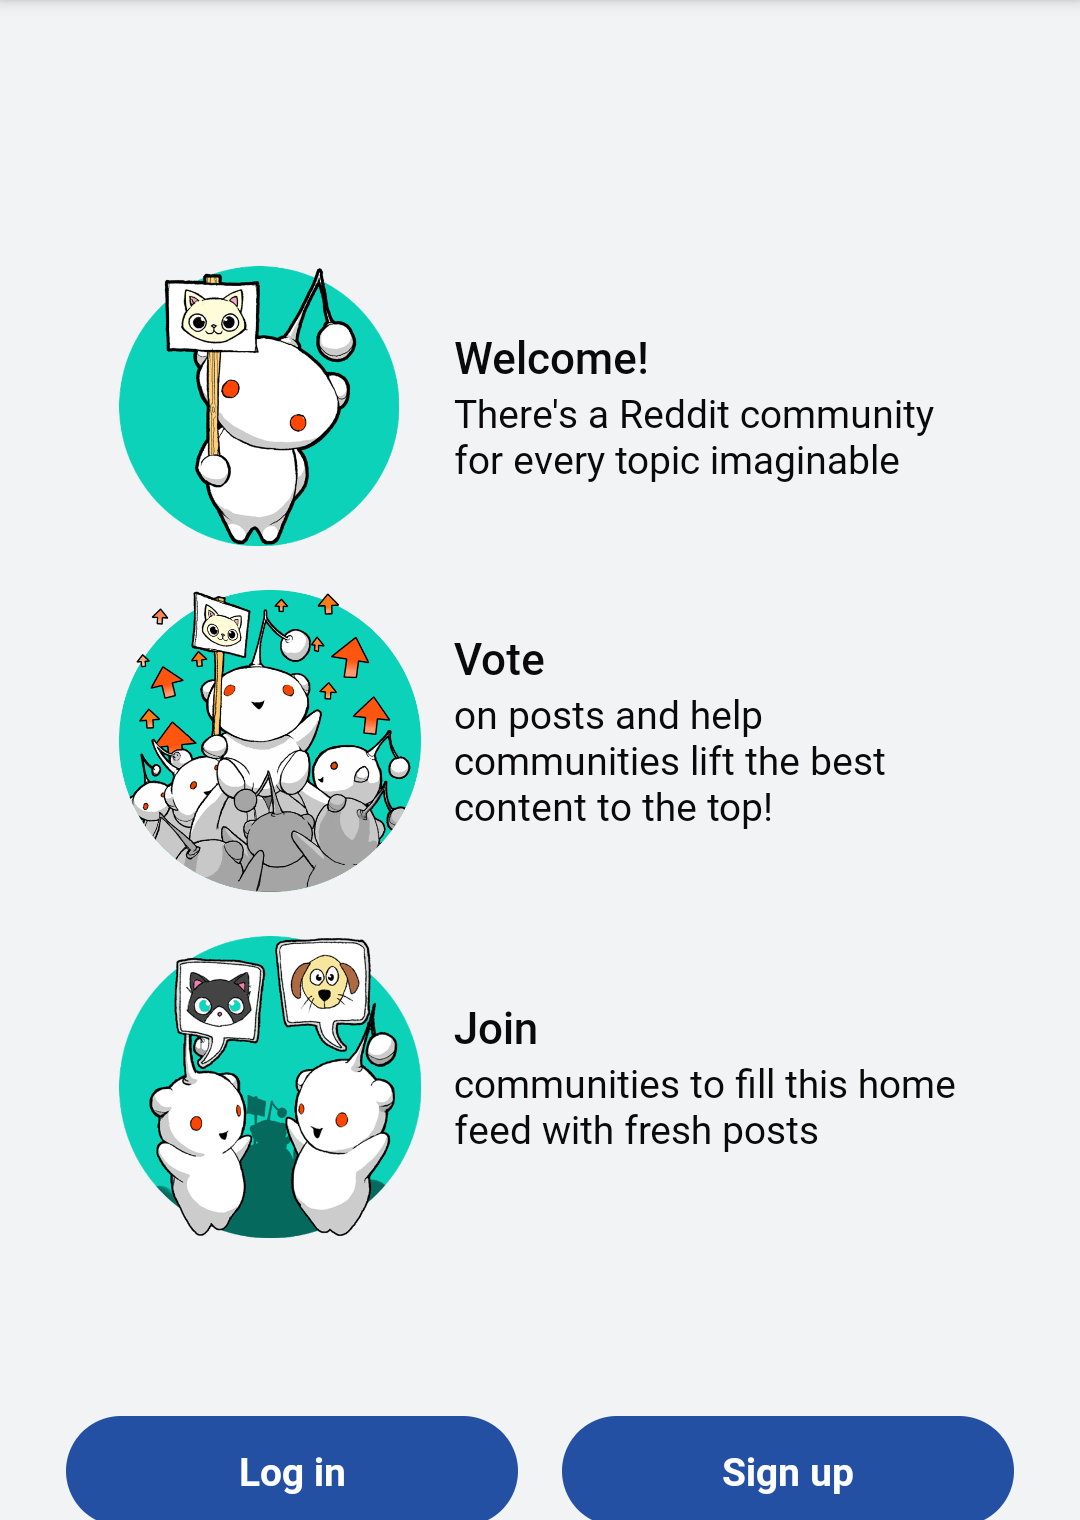 Welcome!
There's a Reddit community
for every topic imaginable
Vote
on posts and help
communities lift the best
content to the top!
Join
communities to fill this home
feed with fresh posts
Log in
Sign up